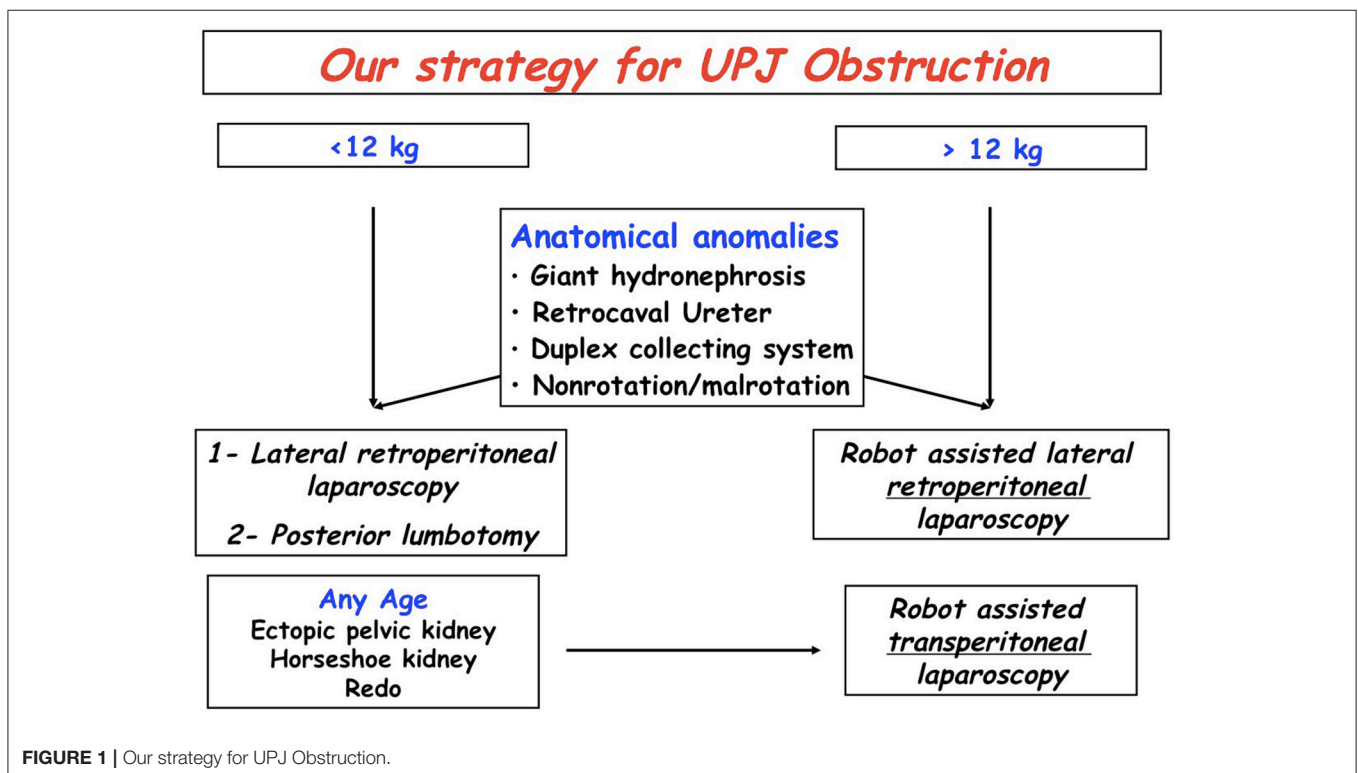 Our strategy for UPJ Obstruction
<12 kg
> 12 kg
Anatomical anomalies
· Giant hydronephrosis
· Retrocaval Ureter
· Duplex collecting system
· Nonrotation/malrotation
1- Lateral retroperitoneal
laparoscopy
2- Posterior lumbotomy
Robot assisted lateral
retroperitoneal
laparoscopy
Any Age
Ectopic pelvic kidney
Horseshoe kidney
Redo
Robot assisted
transperitoneal
laparoscopy
FIGURE 1 | Our strategy for UPJ Obstruction.